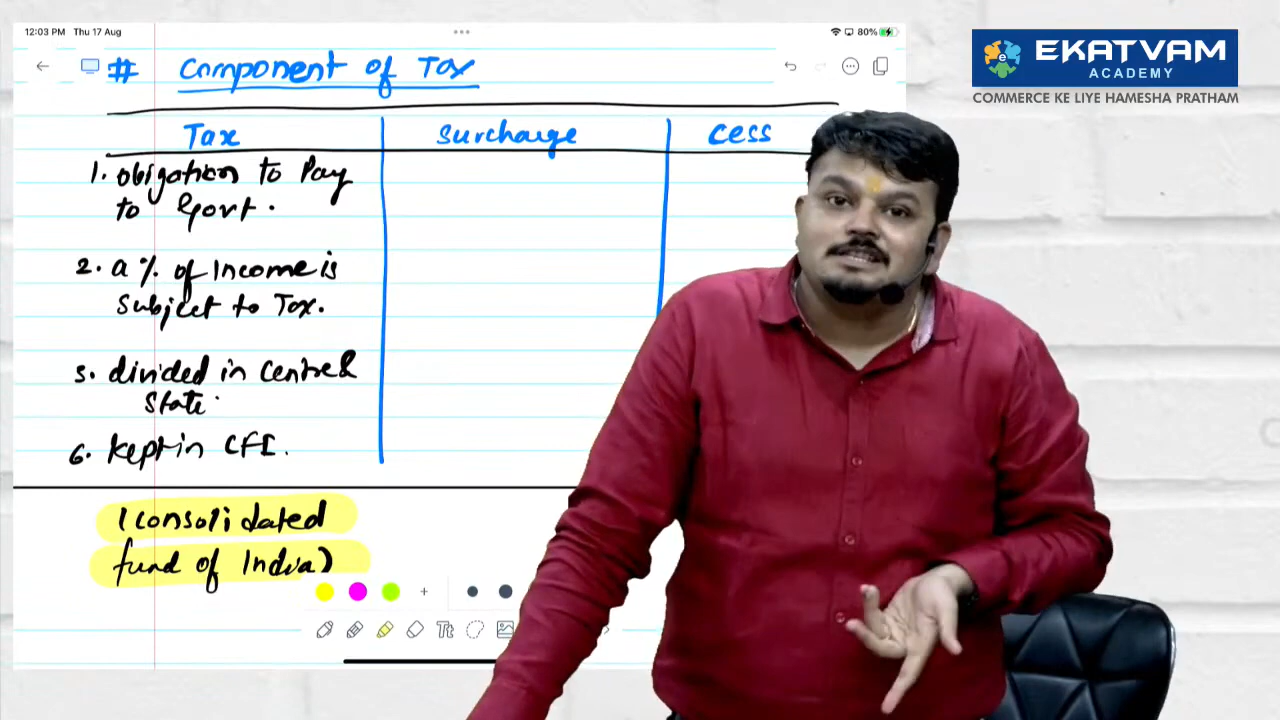 12:03 PM Thu 17 Aug
80%
# Component of Tax
Tax
Surcharge
Cess
1. obigation to Pay
to Govt.
2. a % of Income is
subject to Tax.
5. divided in Centre &
State.
6. kept in CFI.
(Consolidated
fund of India)
Tt
EKATVAM
ACADEMY
COMMERCE KE LIYE HAMESHA PRATHAM